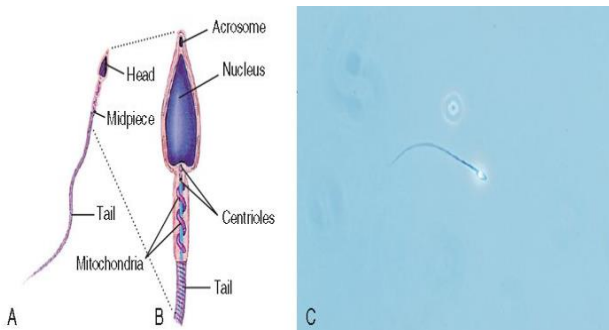 Acrosome
Head
Nucleus
Midpiece
Tail
Centrioles
Mitochondria
Tail
A
B
C